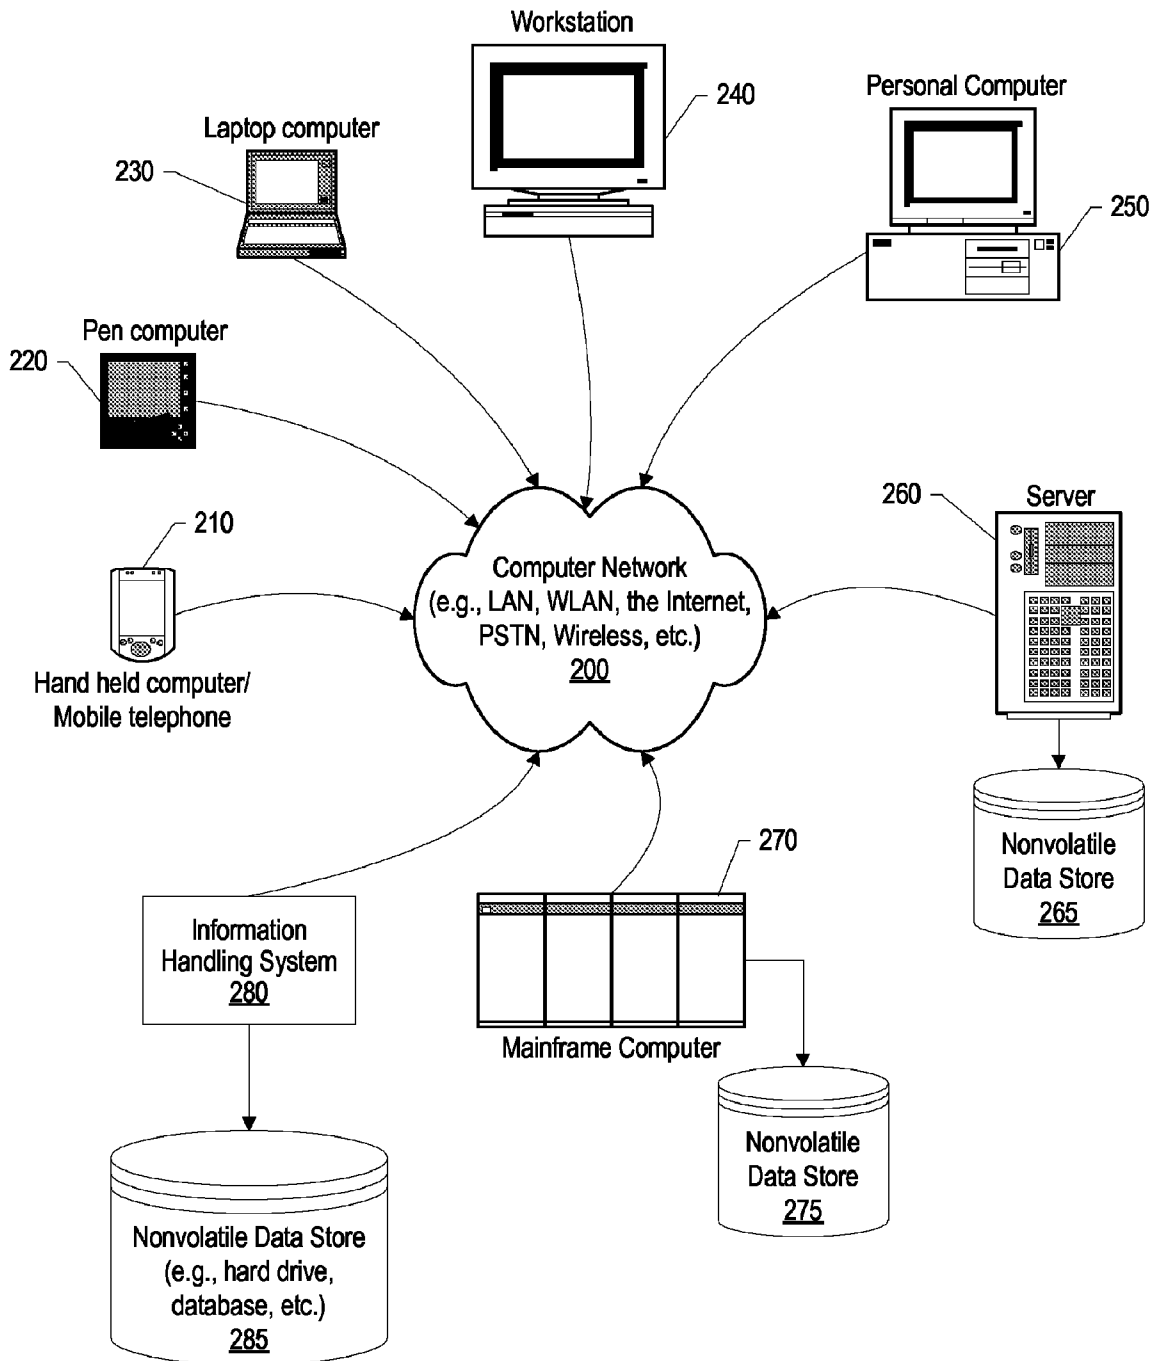 Workstation
240
Personal Computer
250
Laptop computer
230
Pen computer
220
210
Hand held computer/
Mobile telephone
Computer Network
(e.g., LAN, WLAN, the Internet,
PSTN, Wireless, etc.)
200
260
Server
Nonvolatile
Data Store
265
270
Mainframe Computer
Nonvolatile
Data Store
275
Information
Handling System
280
Nonvolatile Data Store
(e.g., hard drive,
database, etc.)
285